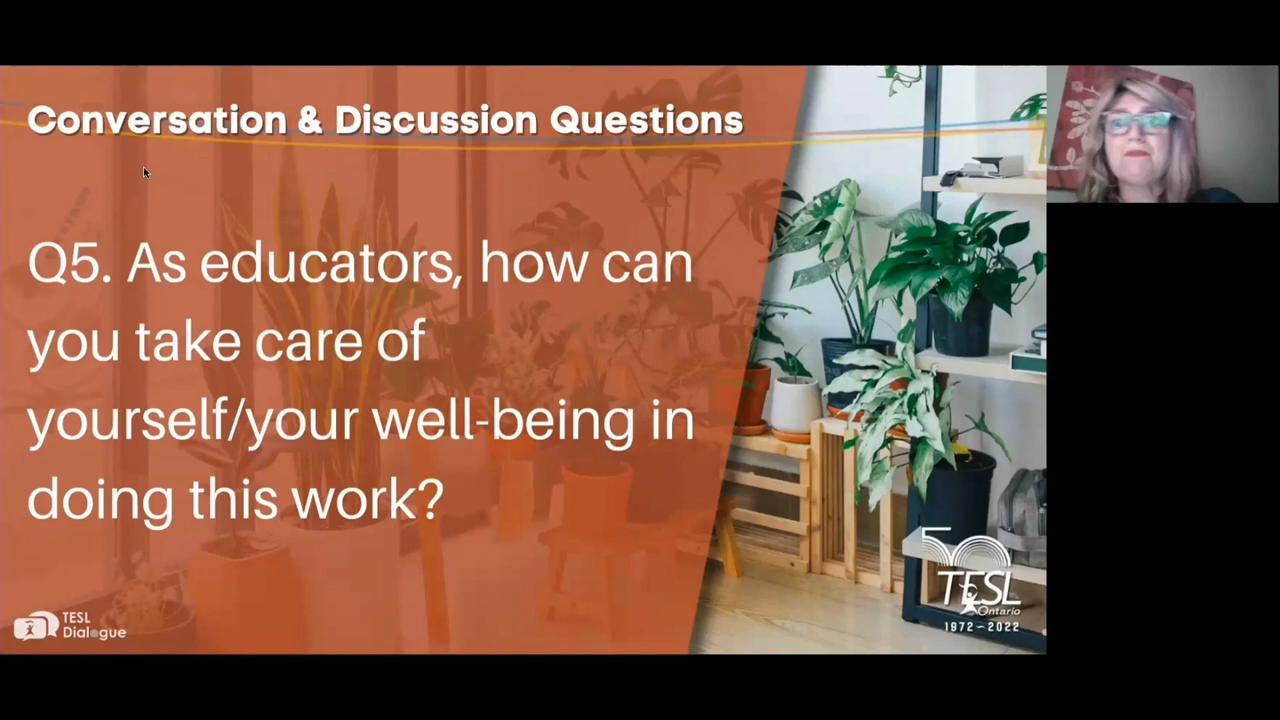 Conversation & Discussion Questions
Q5. As educators, how can
you take care of
yourself/your well-being in
doing this work?
TESL
Dialogue
50
TESL
Ontario
1972-2022